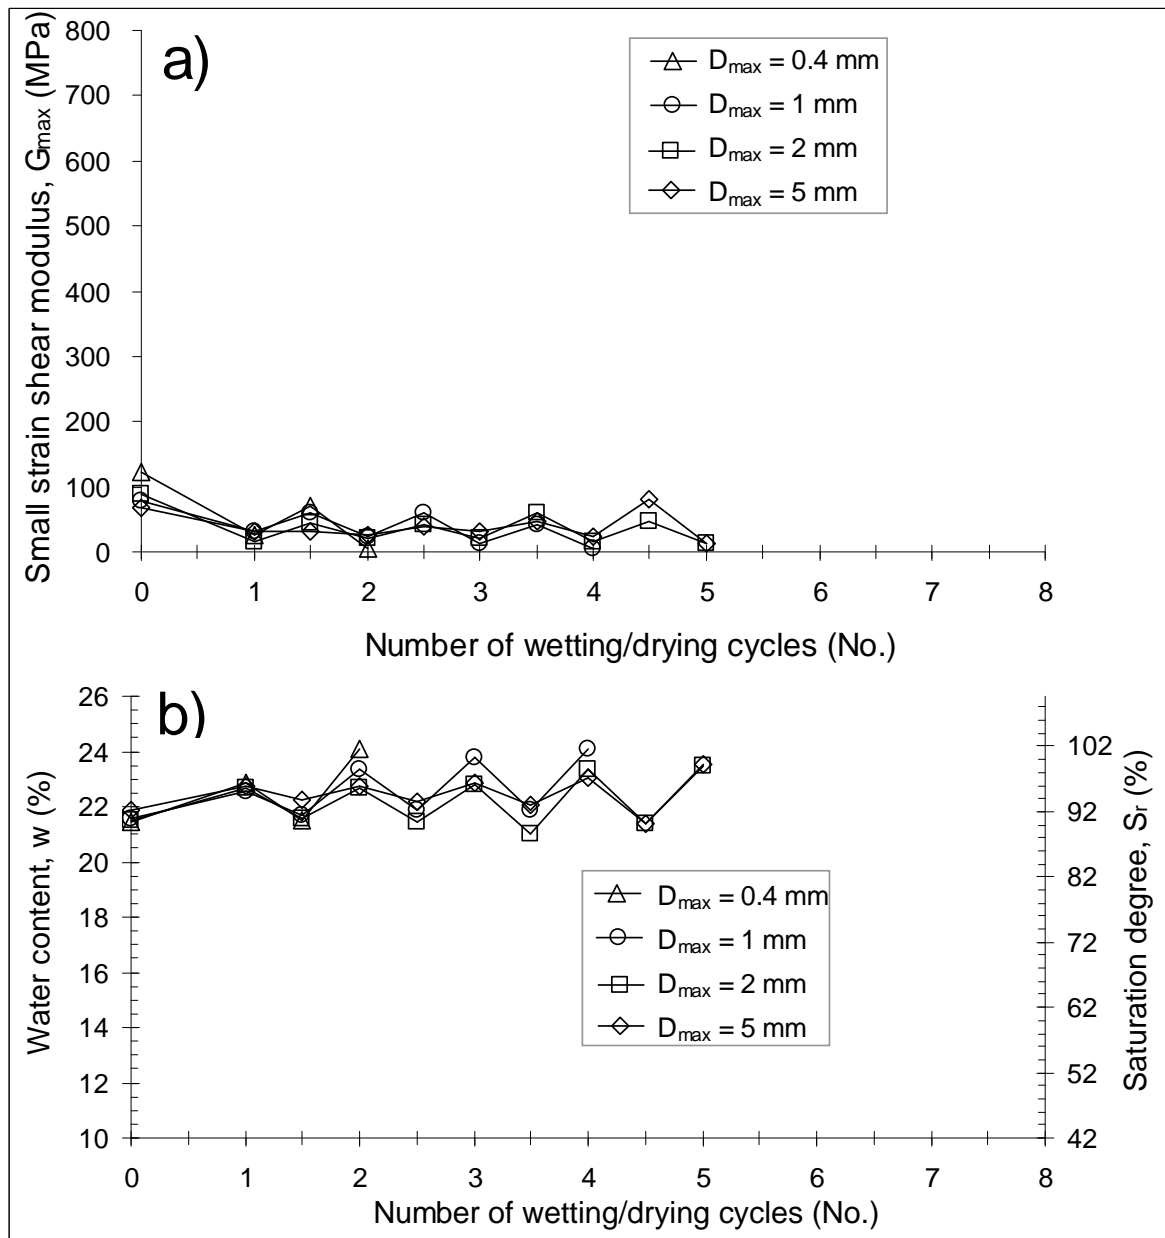 a)
Small strain shear modulus, Gmax (MPa)
800
700
600
500
400
300
200
100
0
0 1 2 3 4 5 6 7 8
Number of wetting/drying cycles (No.)
Dmax = 0.4 mm
Dmax = 1 mm
Dmax = 2 mm
Dmax = 5 mm
b)
Water content, w (%)
26
24
22
20
18
16
14
12
10
0 1 2 3 4 5 6 7 8
Number of wetting/drying cycles (No.)
Dmax = 0.4 mm
Dmax = 1 mm
Dmax = 2 mm
Dmax = 5 mm
102
92
82
72
62
52
42
Saturation degree, Sr (%)